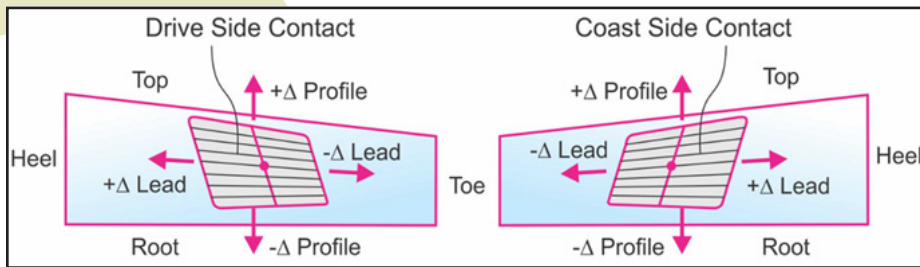 Drive Side Contact
Coast Side Contact
Top
Top
+Δ Profile
+Δ Profile
Heel
-Δ Lead
-Δ Lead
Heel
+Δ Lead
Toe
+Δ Lead
Root
-Δ Profile
-Δ Profile
Root